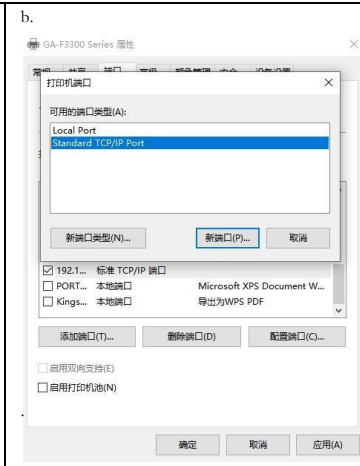 b.
GA-F3300 Series 属性
打印机端口
可用的端口类型(A):
Local Port
Standard TCP/IP Port
新端口类型(N)...
新端口(P)...
取消
192.1... 标准 TCP/IP 端口
PORT... 本地端口 Microsoft XPS Document W...
Kings... 本地端口 导出为WPS PDF
添加端口(T)...
删除端口(D)
配置端口(C)...
启用双向支持(E)
启用打印机池(N)
确定
取消
应用(A)